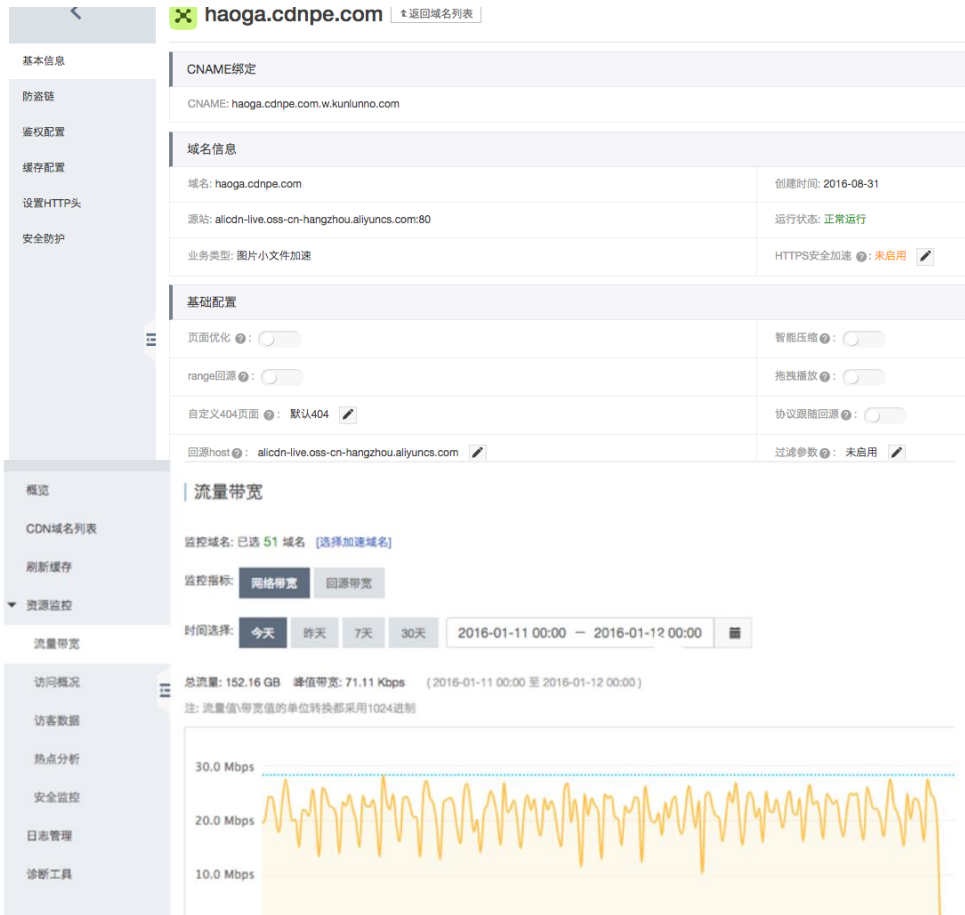 haoga.cdnpe.com 返回域名列表
基本信息
防盗链
鉴权配置
缓存配置
设置HTTP头
安全防护
CNAME绑定
CNAME: haoga.cdnpe.com.w.kunlunno.com
域名信息
域名: haoga.cdnpe.com 创建时间: 2016-08-31
源站: alicdn-live.oss-cn-hangzhou.aliyuncs.com:80 运行状态: 正常运行
业务类型: 图片小文件加速 HTTPS安全加速 : 未启用
基础配置
页面优化 : 智能压缩 :
range回源 : 拖拽播放 :
自定义404页面 : 默认404 协议跟随回源 :
回源host : alicdn-live.oss-cn-hangzhou.aliyuncs.com 过滤参数 : 未启用
概览
CDN域名列表
刷新缓存
资源监控
流量带宽
访问概况
访客数据
热点分析
安全监控
日志管理
诊断工具
流量带宽
监控域名: 已选 51 域名 [选择加速域名]
监控指标: 网络带宽 回源带宽
时间选择: 今天 昨天 7天 30天 2016-01-11 00:00 — 2016-01-12 00:00
总流量: 152.16 GB 峰值带宽: 71.11 Kbps (2016-01-11 00:00 至 2016-01-12 00:00)
注: 流量值\带宽值的单位转换都采用1024进制
30.0 Mbps
20.0 Mbps
10.0 Mbps